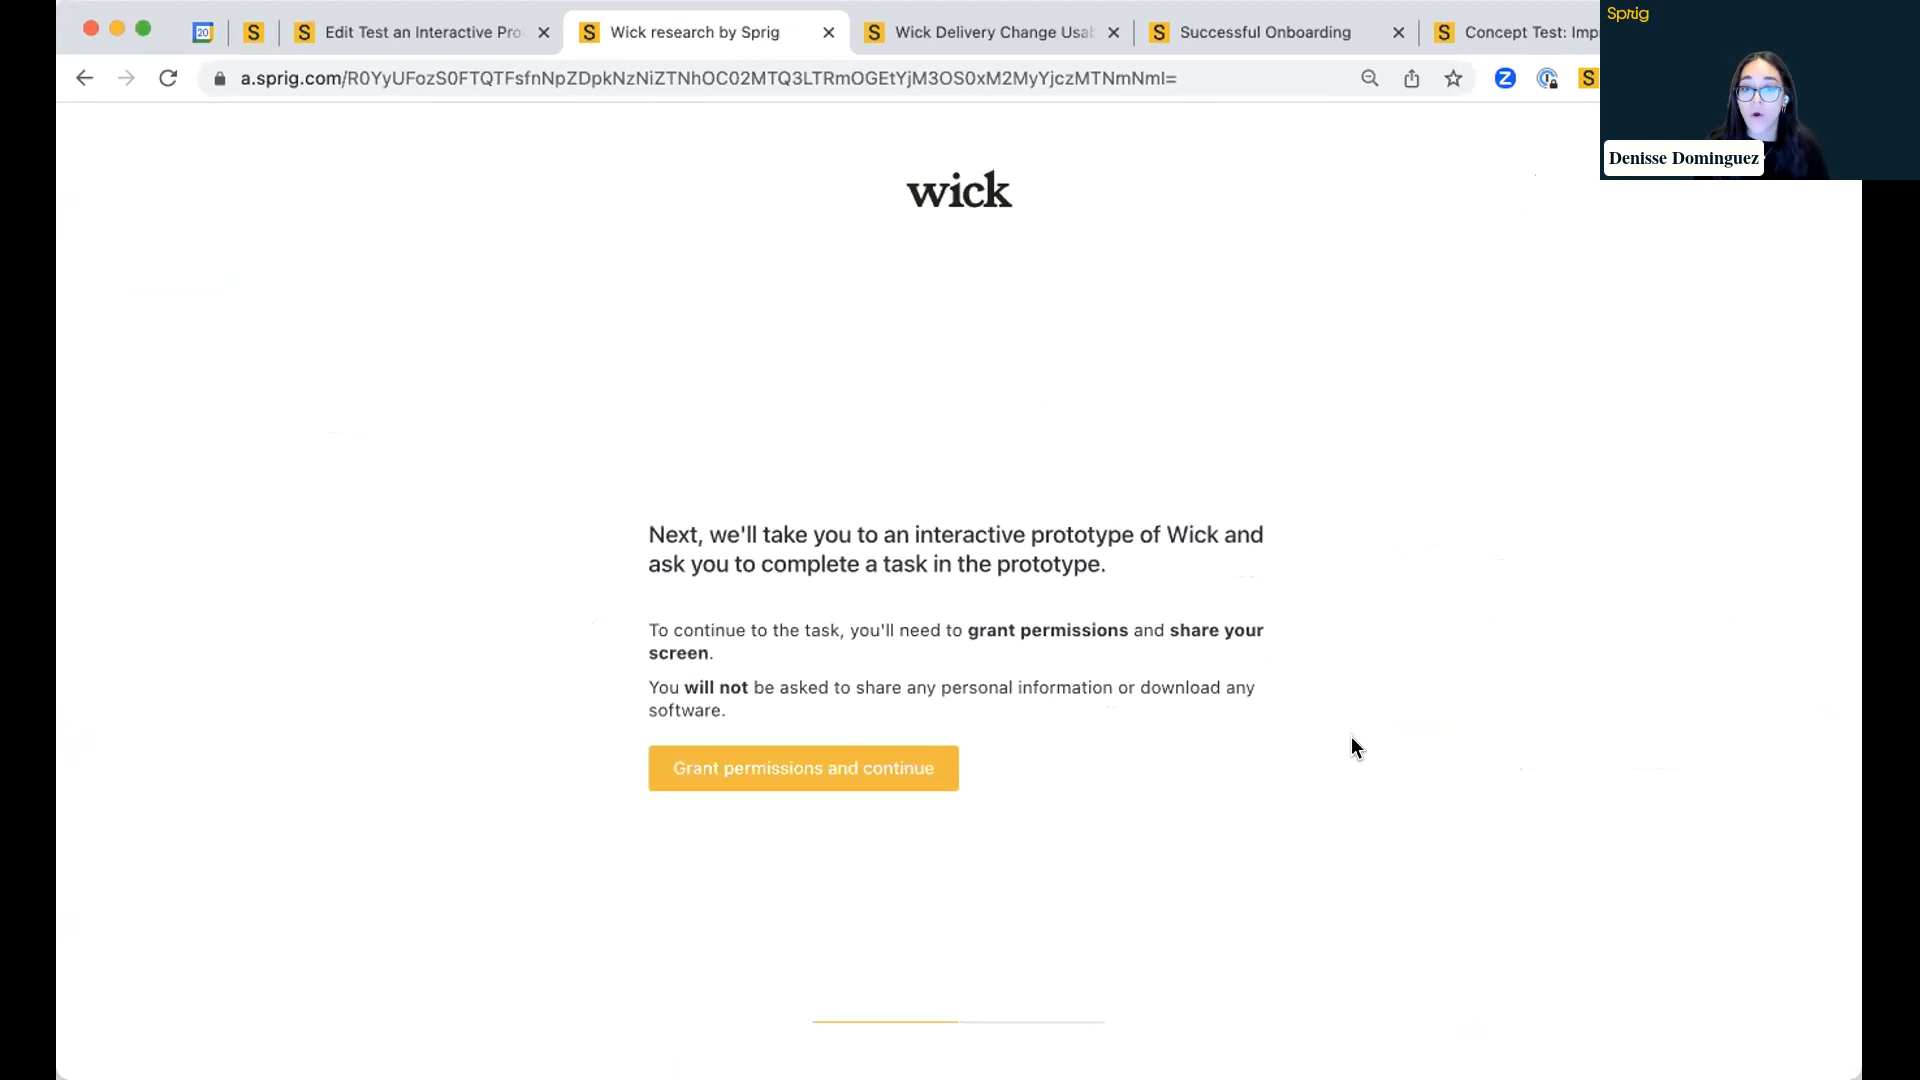 20
S
S Edit Test an Interactive Pro
S Wick research by Sprig
S Wick Delivery Change Usa
S Successful Onboarding
S Concept Test: Imp
Sprig
a.sprig.com/R0YyUFozS0FTQTFsfnNpZDpkNzNiZTNhOC02MTQ3LTRmOGEtYjM3OS0xM2MyYjczMTNmNmI=
Z
S
Denisse Dominguez
wick
Next, we'll take you to an interactive prototype of Wick and
ask you to complete a task in the prototype.
To continue to the task, you'll need to grant permissions and share your
screen.
You will not be asked to share any personal information or download any
software.
Grant permissions and continue